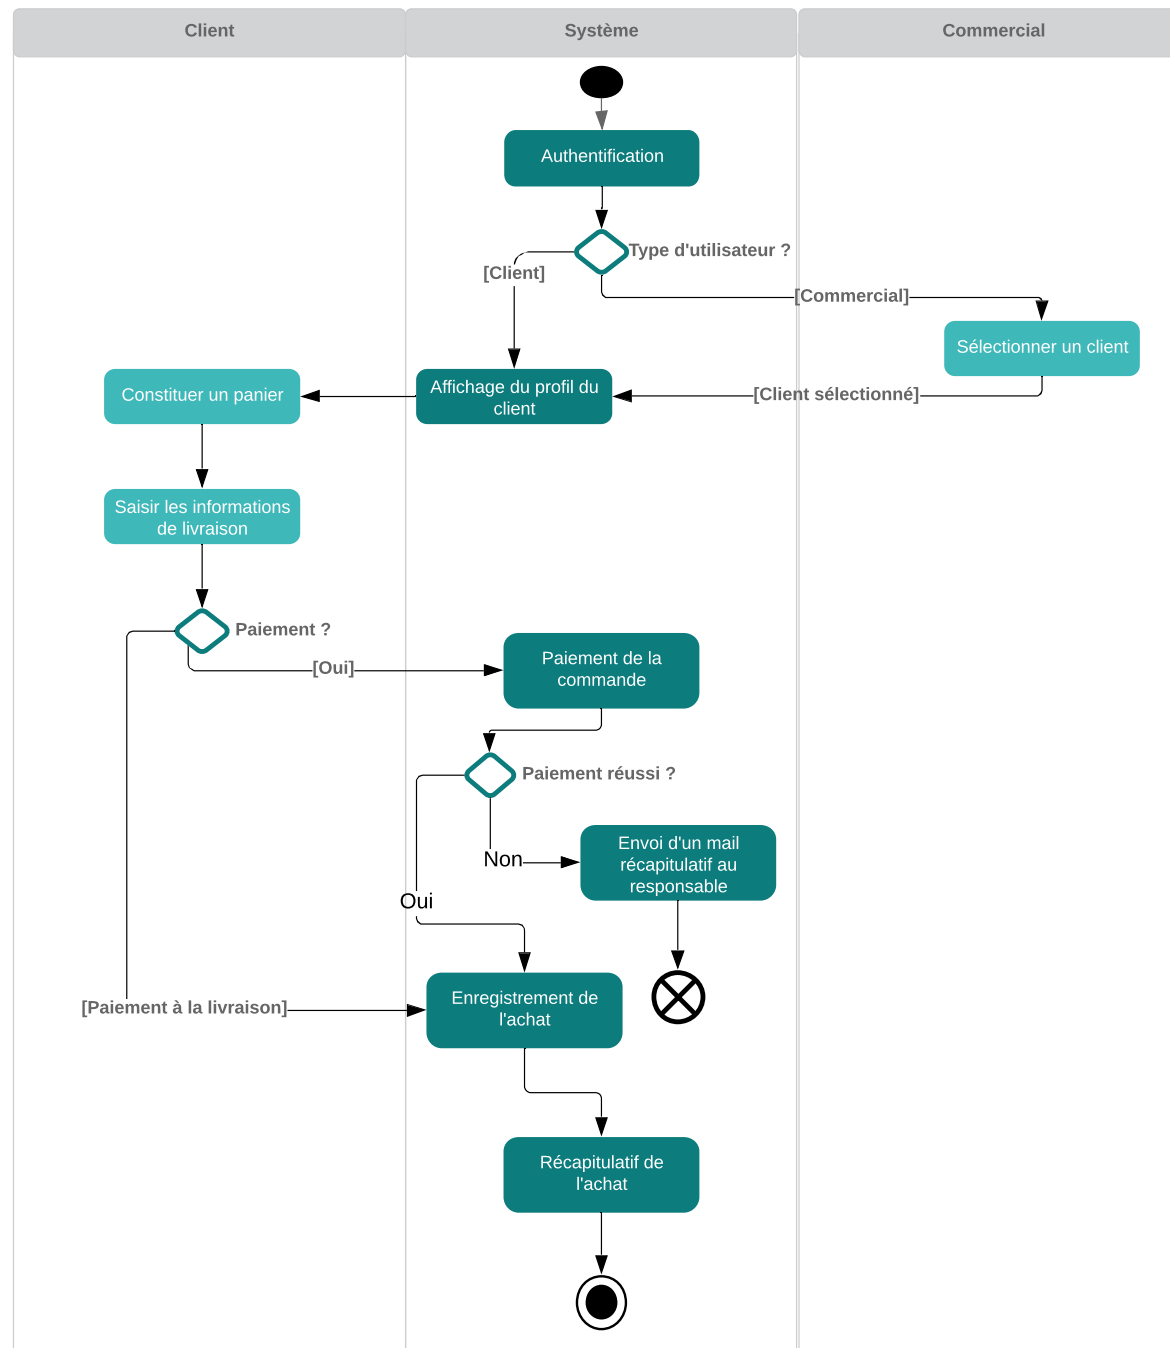 Client
Système
Commercial
Authentification
Type d'utilisateur ?
[Client]
[Commercial]
Sélectionner un client
Constituer un panier
Affichage du profil du
client
[Client sélectionné]
Saisir les informations
de livraison
Paiement ?
[Oui]
Paiement de la
commande
Paiement réussi ?
Non
Envoi d'un mail
récapitulatif au
responsable
Oui
[Paiement à la livraison]
Enregistrement de
l'achat
Récapitulatif de
l'achat